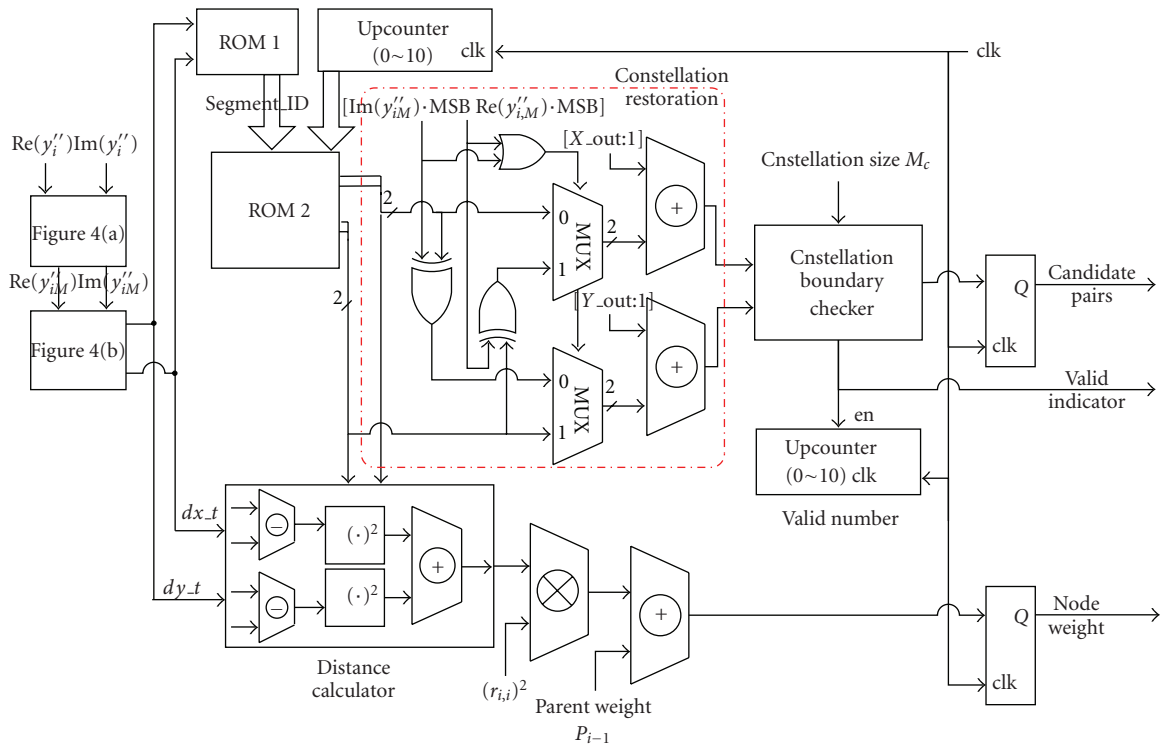 ROM 1
Upcounter
(0~10)
clk
clk
Segment_ID
Constellation
restoration
[Im(y''iM)·MSB Re(y''i,M)·MSB]
Re(y''i)Im(y''i)
[X_out:1]
Cnstellation size Mc
ROM 2
2
0
MUX
1
2
+
Figure 4(a)
Re(y''iM)Im(y''iM)
Cnstellation
boundary
checker
Q
clk
Candidate
pairs
2
[Y_out:1]
Figure 4(b)
0
MUX
1
2
+
Valid
indicator
en
Upcounter
(0~10) clk
Valid number
dx_t
−
(·)2
+
dy_t
−
(·)2
×
+
Q
clk
Node
weight
Distance
calculator
(ri,i)2
Parent weight
Pi−1